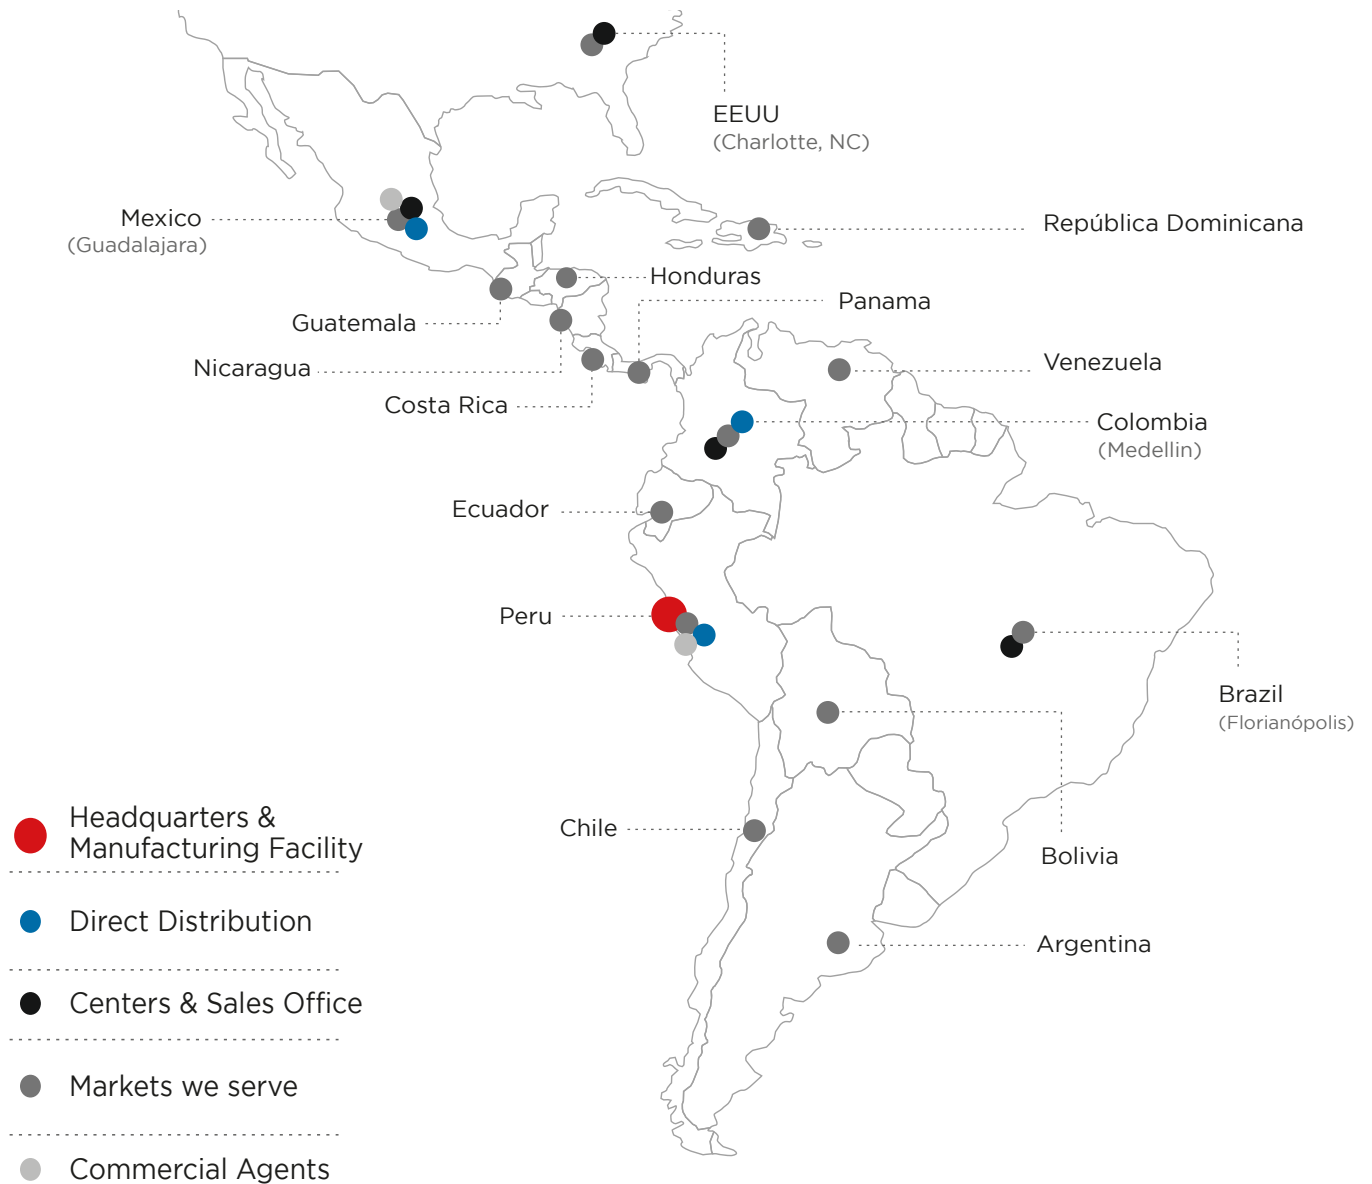 EEUU
(Charlotte, NC)
Mexico
(Guadalajara)
República Dominicana
Honduras
Panama
Guatemala
Nicaragua
Venezuela
Costa Rica
Colombia
(Medellin)
Ecuador
Peru
Brazil
(Florianópolis)
Chile
Bolivia
Argentina
Headquarters &
Manufacturing Facility
Direct Distribution
Centers & Sales Office
Markets we serve
Commercial Agents